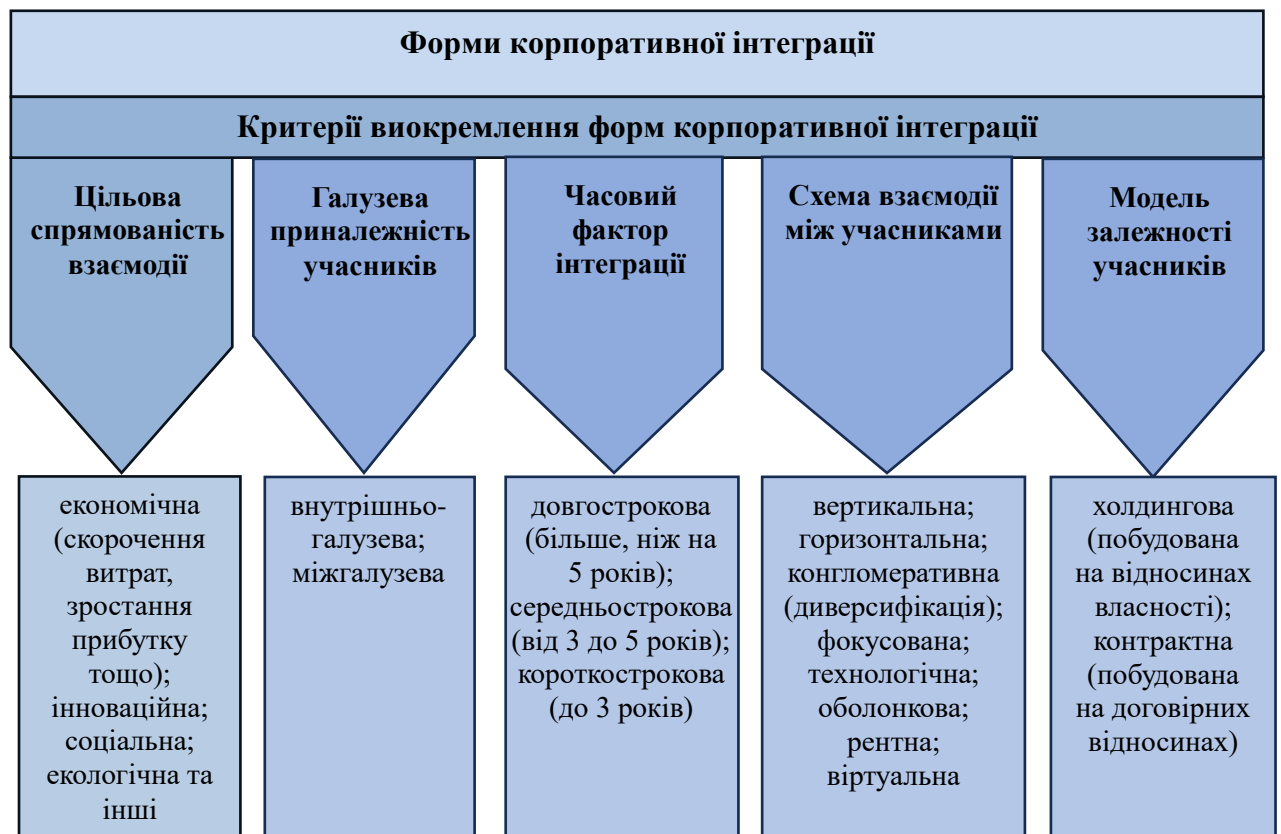 Форми корпоративної інтеграції
Критерії виокремлення форм корпоративної інтеграції
Цільова
спрямованість
взаємодії
Галузева
приналежність
учасників
Часовий
фактор
інтеграції
Схема взаємодії
між учасниками
Модель
залежності
учасників
економічна
(скорочення
витрат,
зростання
прибутку
тощо);
інноваційна;
соціальна;
екологічна та
інші
внутрішньо-
галузева;
міжгалузева
довгострокова
(більше, ніж на
5 років);
середньострокова
(від 3 до 5 років);
короткострокова
(до 3 років)
вертикальна;
горизонтальна;
конгломеративна
(диверсифікація);
фокусована;
технологічна;
оболонкова;
рентна;
віртуальна
холдингова
(побудована
на відносинах
власності);
контрактна
(побудована
на договірних
відносинах)